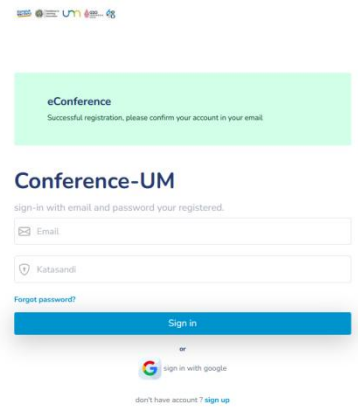 um
eConference
Successful registration, please confirm your account in your email
Conference-UM
sign-in with email and password your registered.
Email
Katasandi
Forgot password?
Sign in
or
sign in with google
don't have account ? sign up